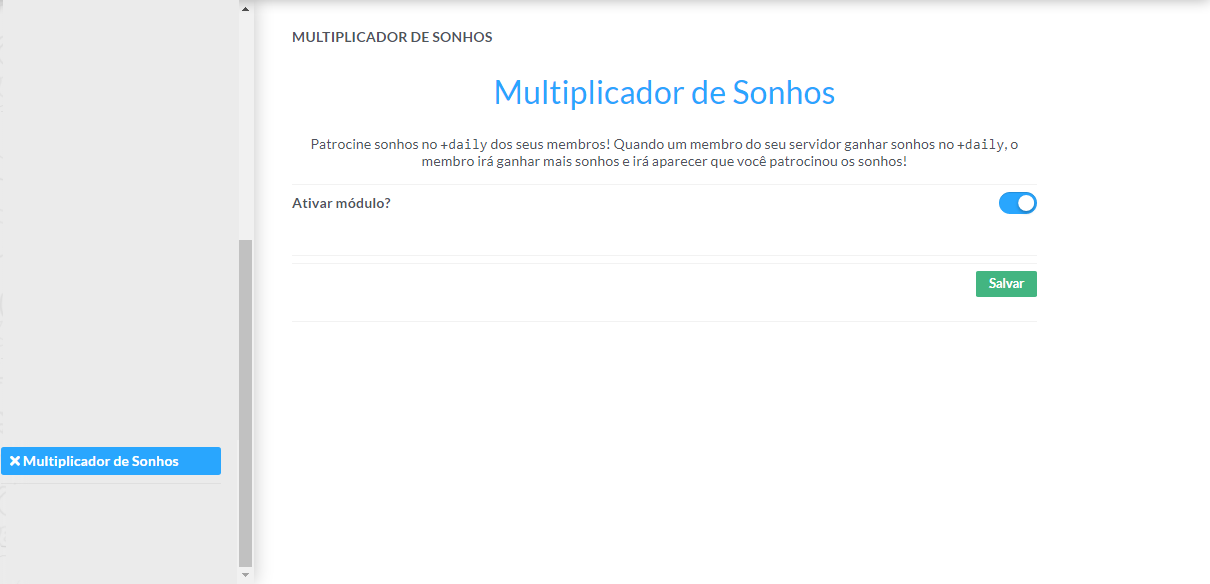 MULTIPLICADOR DE SONHOS
Multiplicador de Sonhos
Patrocine sonhos no +daily dos seus membros! Quando um membro do seu servidor ganhar sonhos no +daily, o
membro irá ganhar mais sonhos e irá aparecer que você patrocinou os sonhos!
Ativar módulo?
Salvar
Multiplicador de Sonhos